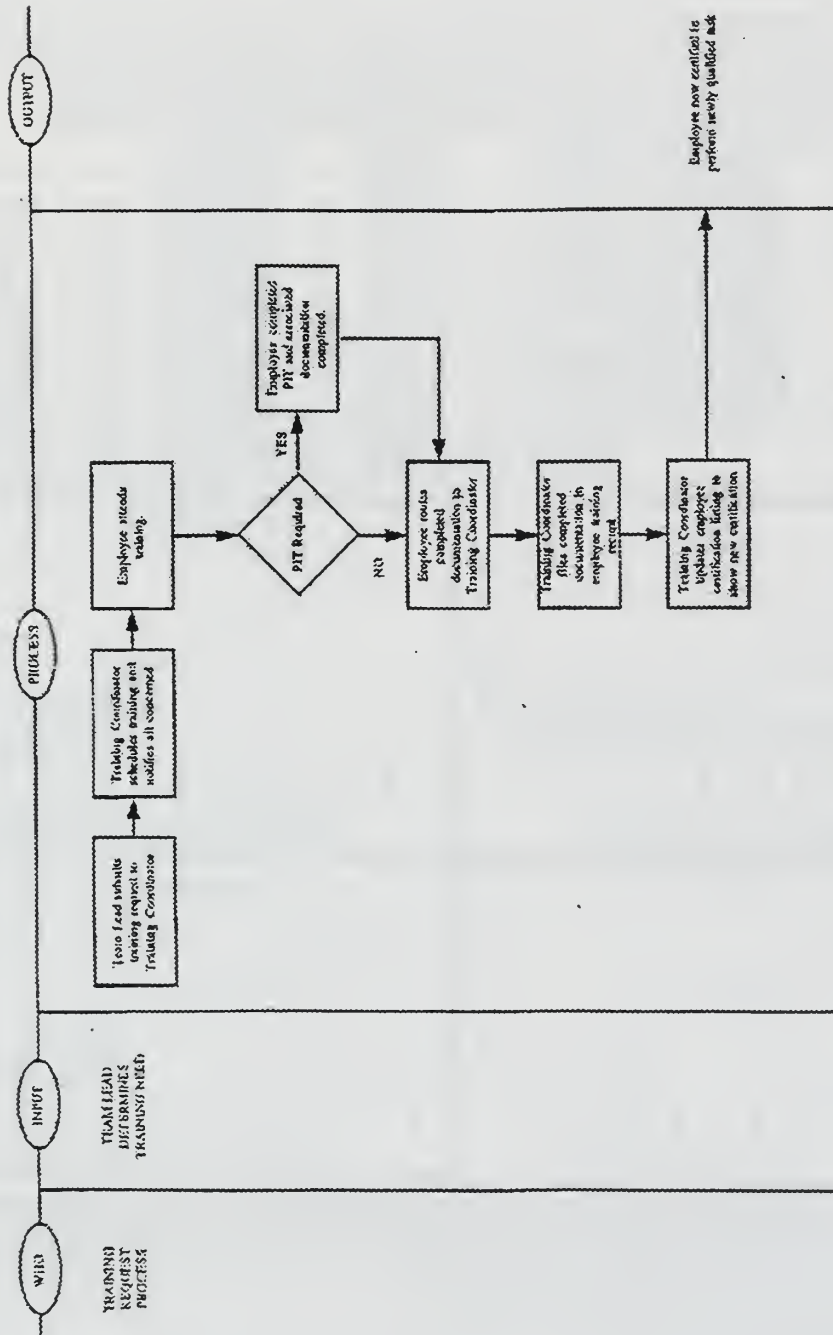 INPUT
PROCESS
OUTPUT
TRAINING
REQUEST
PROCESS
TEAM LEAD
DETERMINES
TRAINING NEED
Team Lead submits
training request to
Training Coordinator
Training Coordinator
schedules training and
notifies all concerned
Employee attends
training.
PIT Required
YES
NO
Employee completes
PIT and associated
documentation
completed.
Employee routes
completed
documentation to
Training Coordinator
Training Coordinator
files completed
documentation in
employee training
record
Training Coordinator
Updates employee
certification listing to
show new certification
Employee now certified to
perform newly qualified task